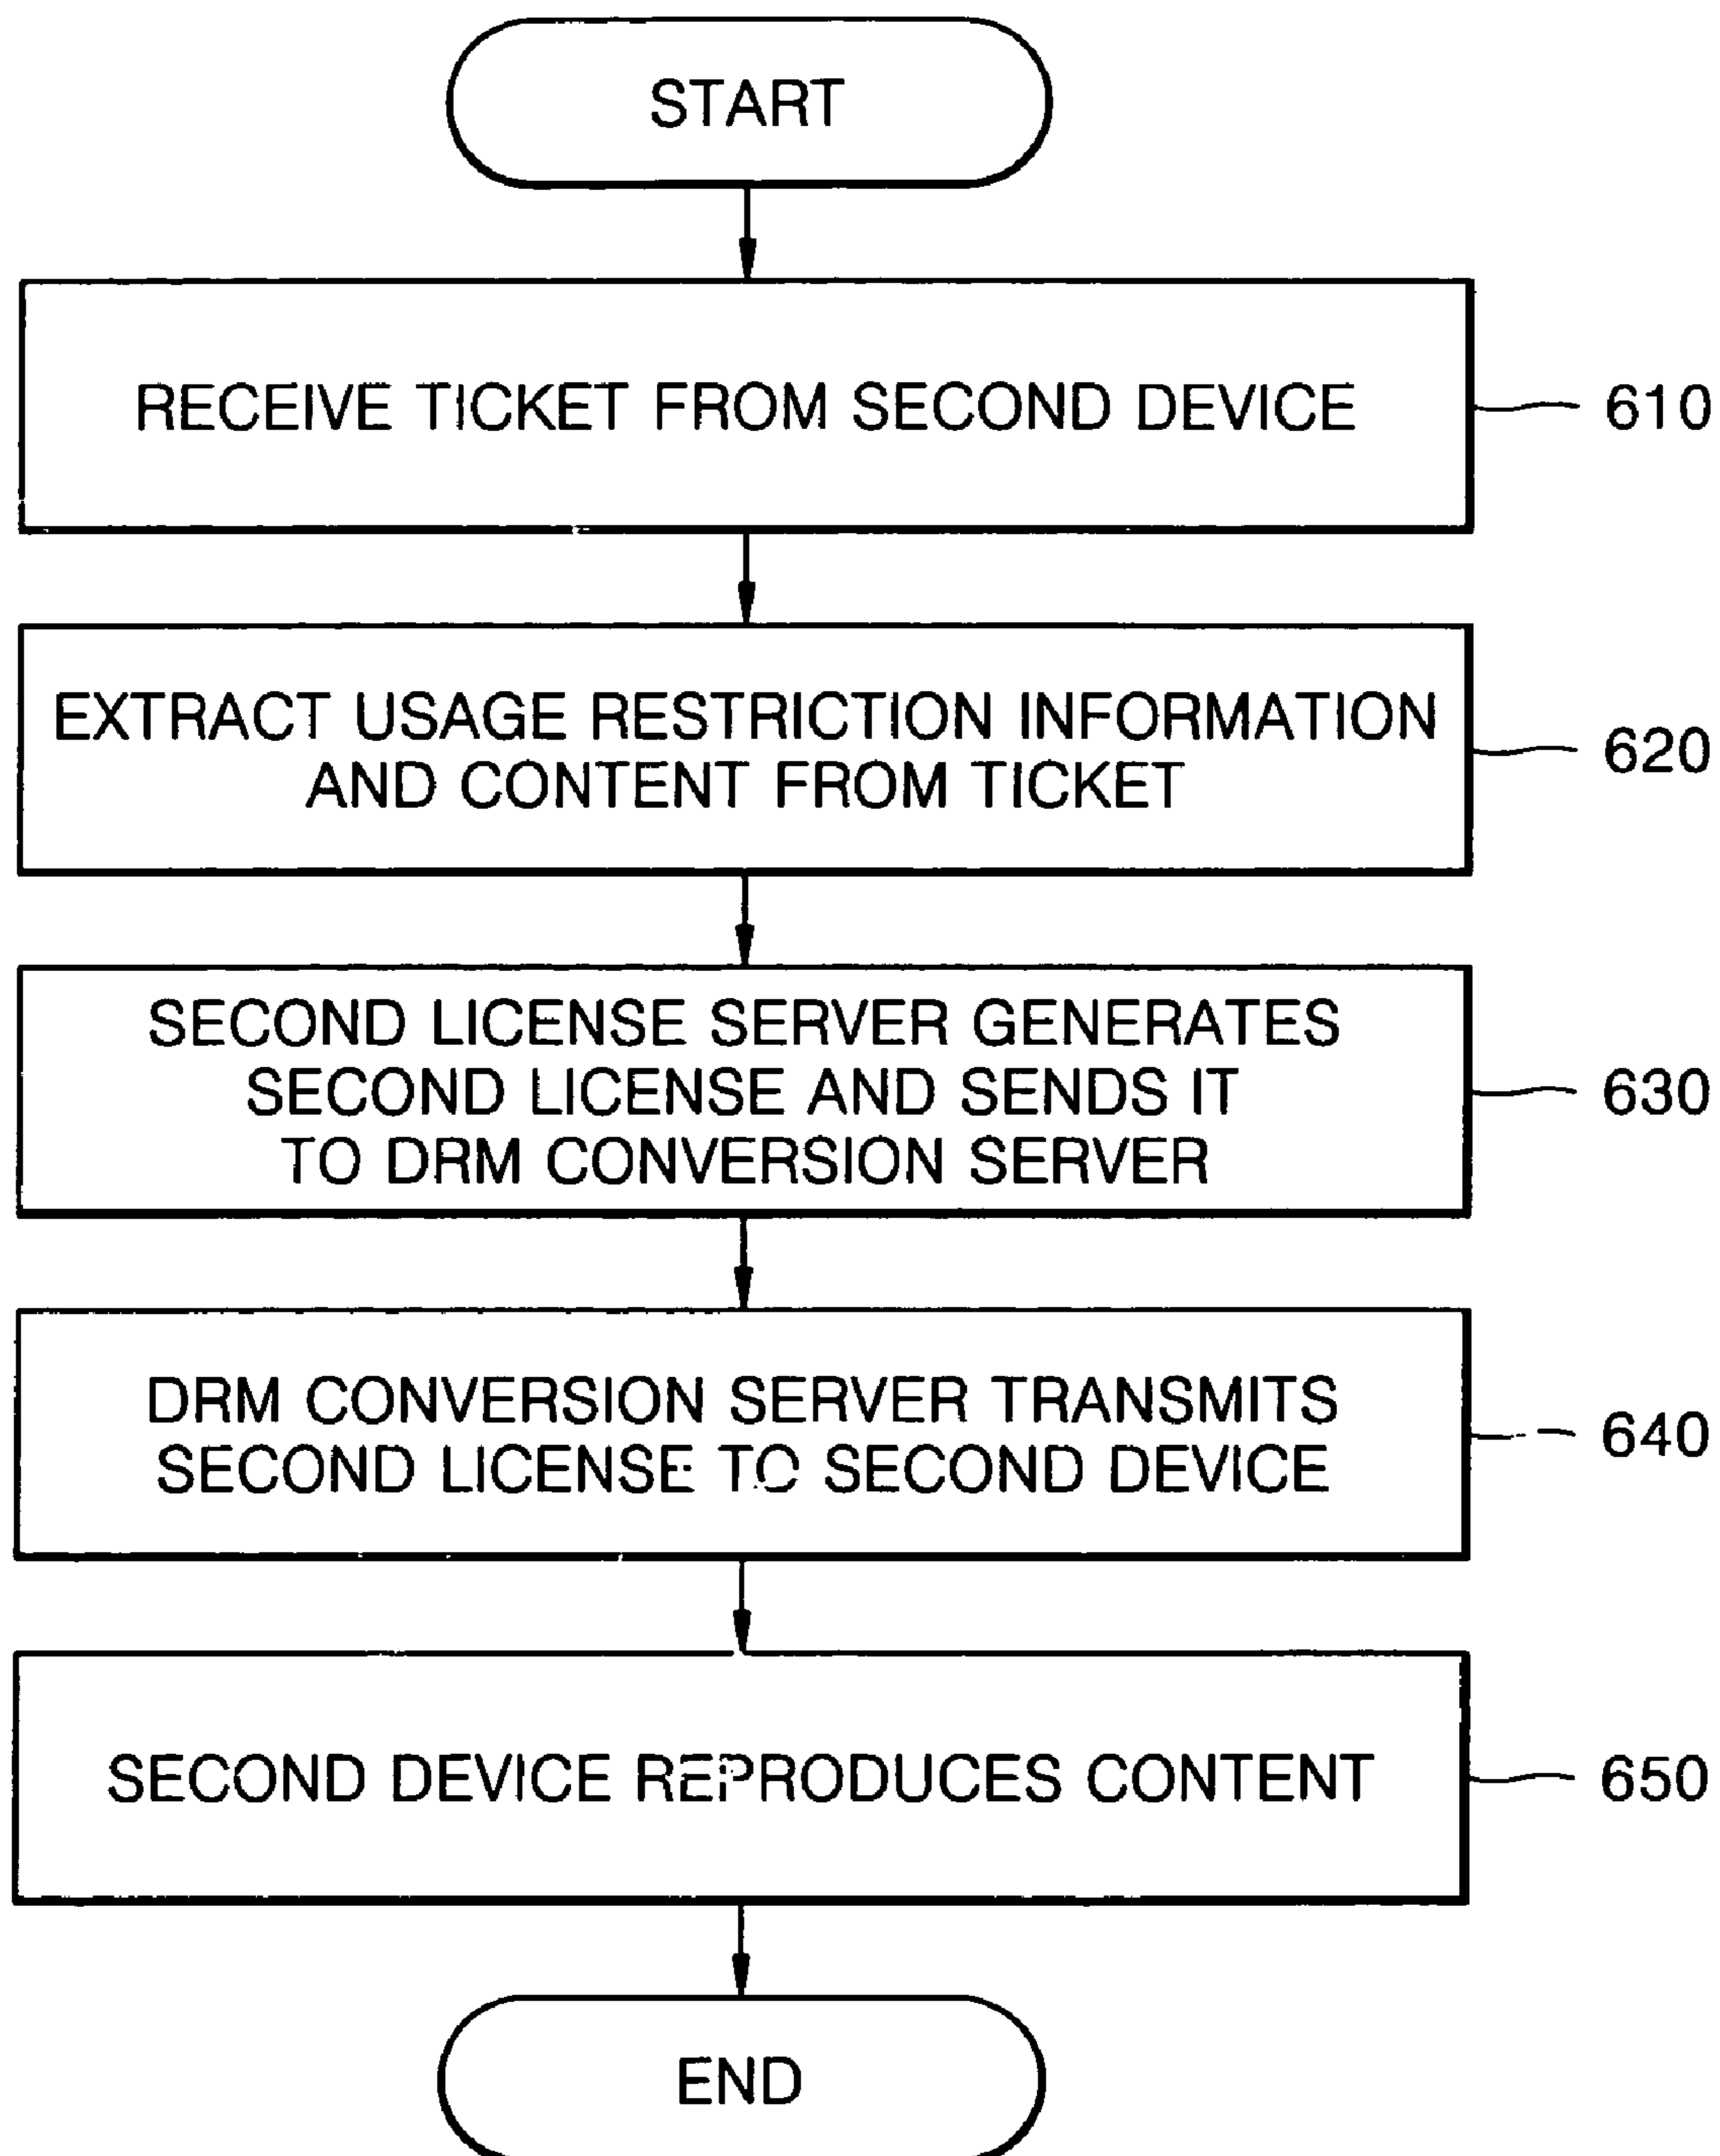 START
RECEIVE TICKET FROM SECOND DEVICE
610
EXTRACT USAGE RESTRICTION INFORMATION
AND CONTENT FROM TICKET
620
SECOND LICENSE SERVER GENERATES
SECOND LICENSE AND SENDS IT
TO DRM CONVERSION SERVER
630
DRM CONVERSION SERVER TRANSMITS
SECOND LICENSE TO SECOND DEVICE
640
SECOND DEVICE REPRODUCES CONTENT
650
END